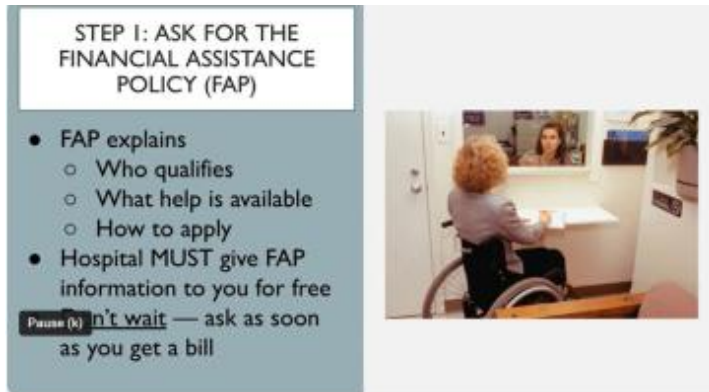 STEP 1: ASK FOR THE
FINANCIAL ASSISTANCE
POLICY (FAP)
● FAP explains
○ Who qualifies
○ What help is available
○ How to apply
● Hospital MUST give FAP
information to you for free
Pause (k) n't wait — ask as soon
as you get a bill